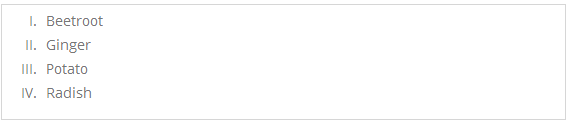 I. Beetroot
II. Ginger
III. Potato
IV. Radish